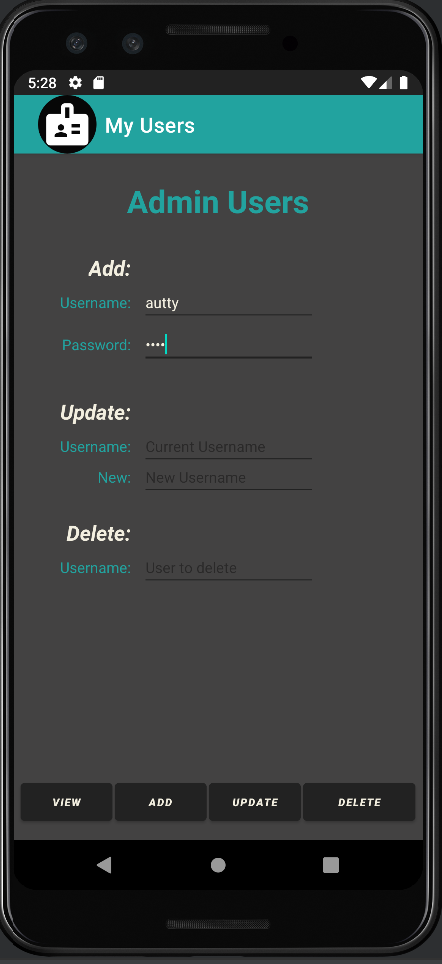 5:28
My Users
Admin Users
Add:
Username: autty
Password: ••••
Update:
Username: Current Username
New: New Username
Delete:
Username: User to delete
VIEW ADD UPDATE DELETE